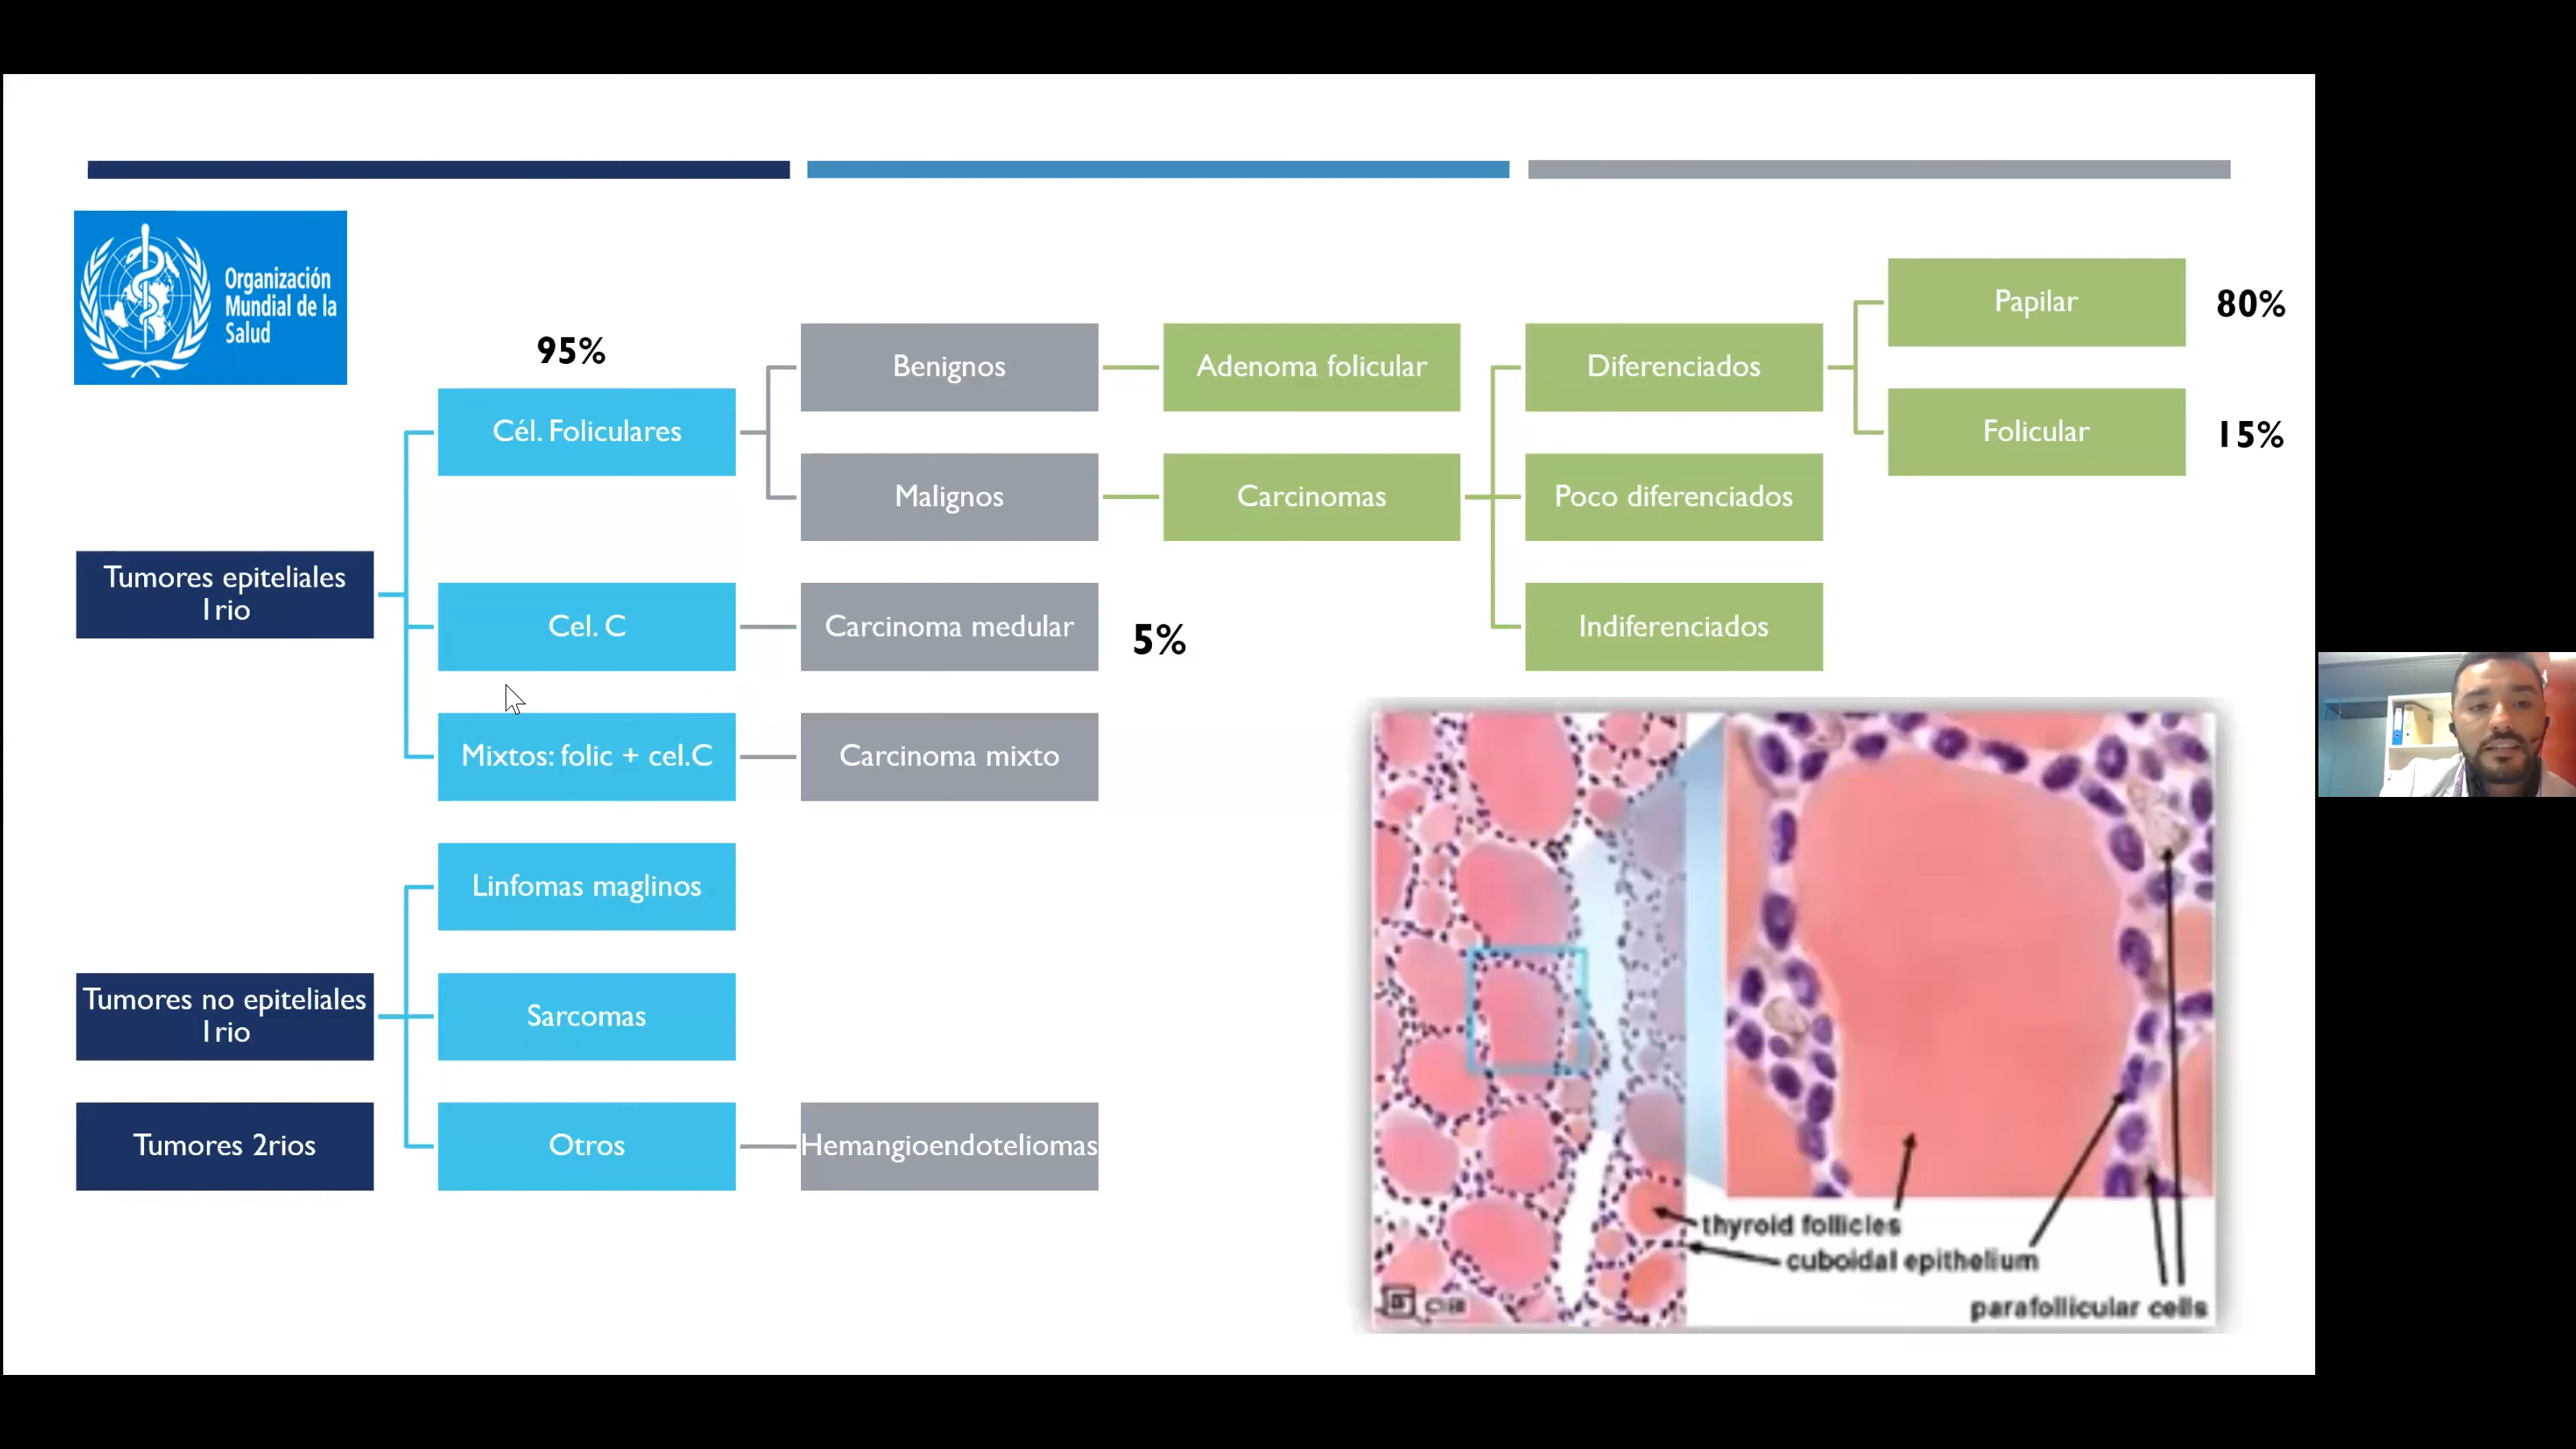 Organización
Mundial de la
Salud
95%
Tumores epiteliales
1rio
Cél. Foliculares
Benignos
Adenoma folicular
Malignos
Carcinomas
Diferenciados
Papilar
80%
Folicular
15%
Poco diferenciados
Indiferenciados
Cel. C
Carcinoma medular
5%
Mixtos: folic + cel.C
Carcinoma mixto
Tumores no epiteliales
1rio
Linfomas maglinos
Sarcomas
Otros
Hemangioendoteliomas
Tumores 2rios
thyroid follicles
cuboidal epithelium
parafollicular cells